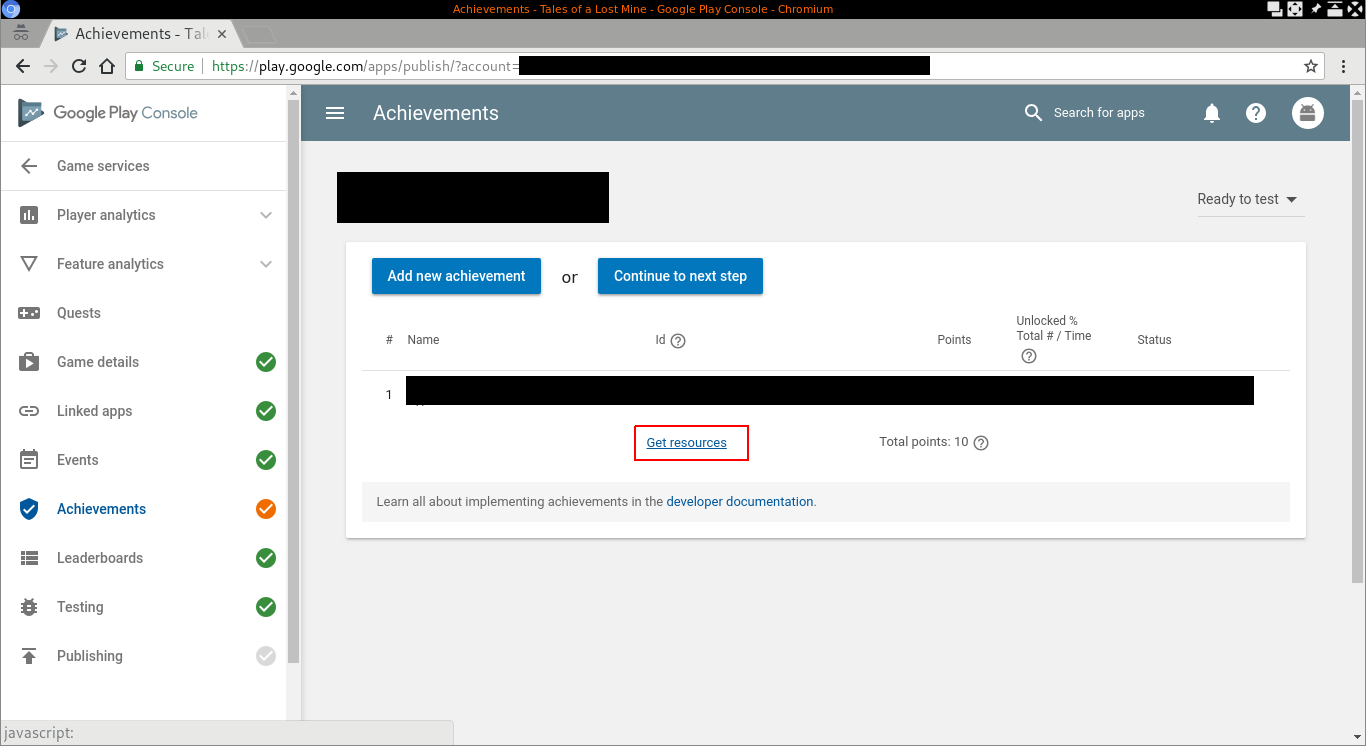 Achievements - Tales of a Lost Mine - Google Play Console - Chromium
Achievements - Tal
Secure https://play.google.com/apps/publish/?account=
Google Play Console
Achievements
Search for apps
Game services
Player analytics
Feature analytics
Quests
Game details
Linked apps
Events
Achievements
Leaderboards
Testing
Publishing
Ready to test
Add new achievement or Continue to next step
# Name Id Points Unlocked % Status
Total # / Time
1
Get resources Total points: 10
Learn all about implementing achievements in the developer documentation.
javascript: